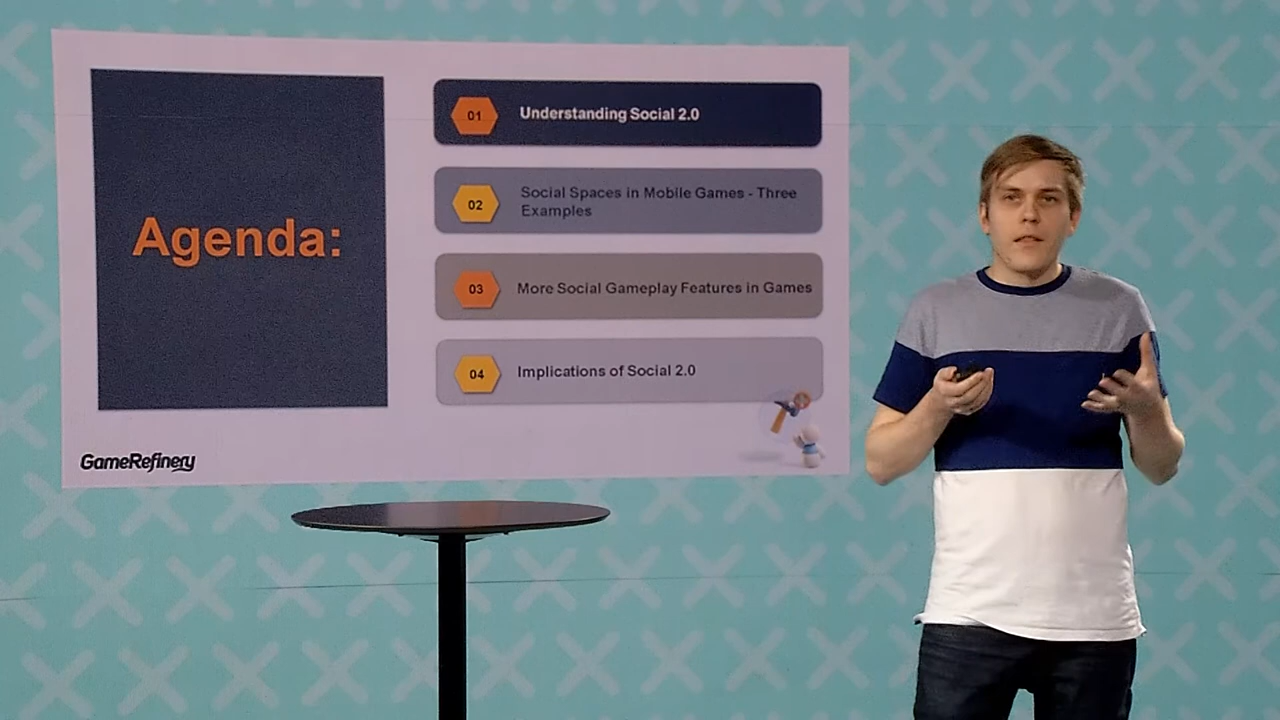 Agenda:
01
Understanding Social 2.0
02
Social Spaces in Mobile Games - Three
Examples
03
More Social Gameplay Features in Games
04
Implications of Social 2.0
GameRefinery